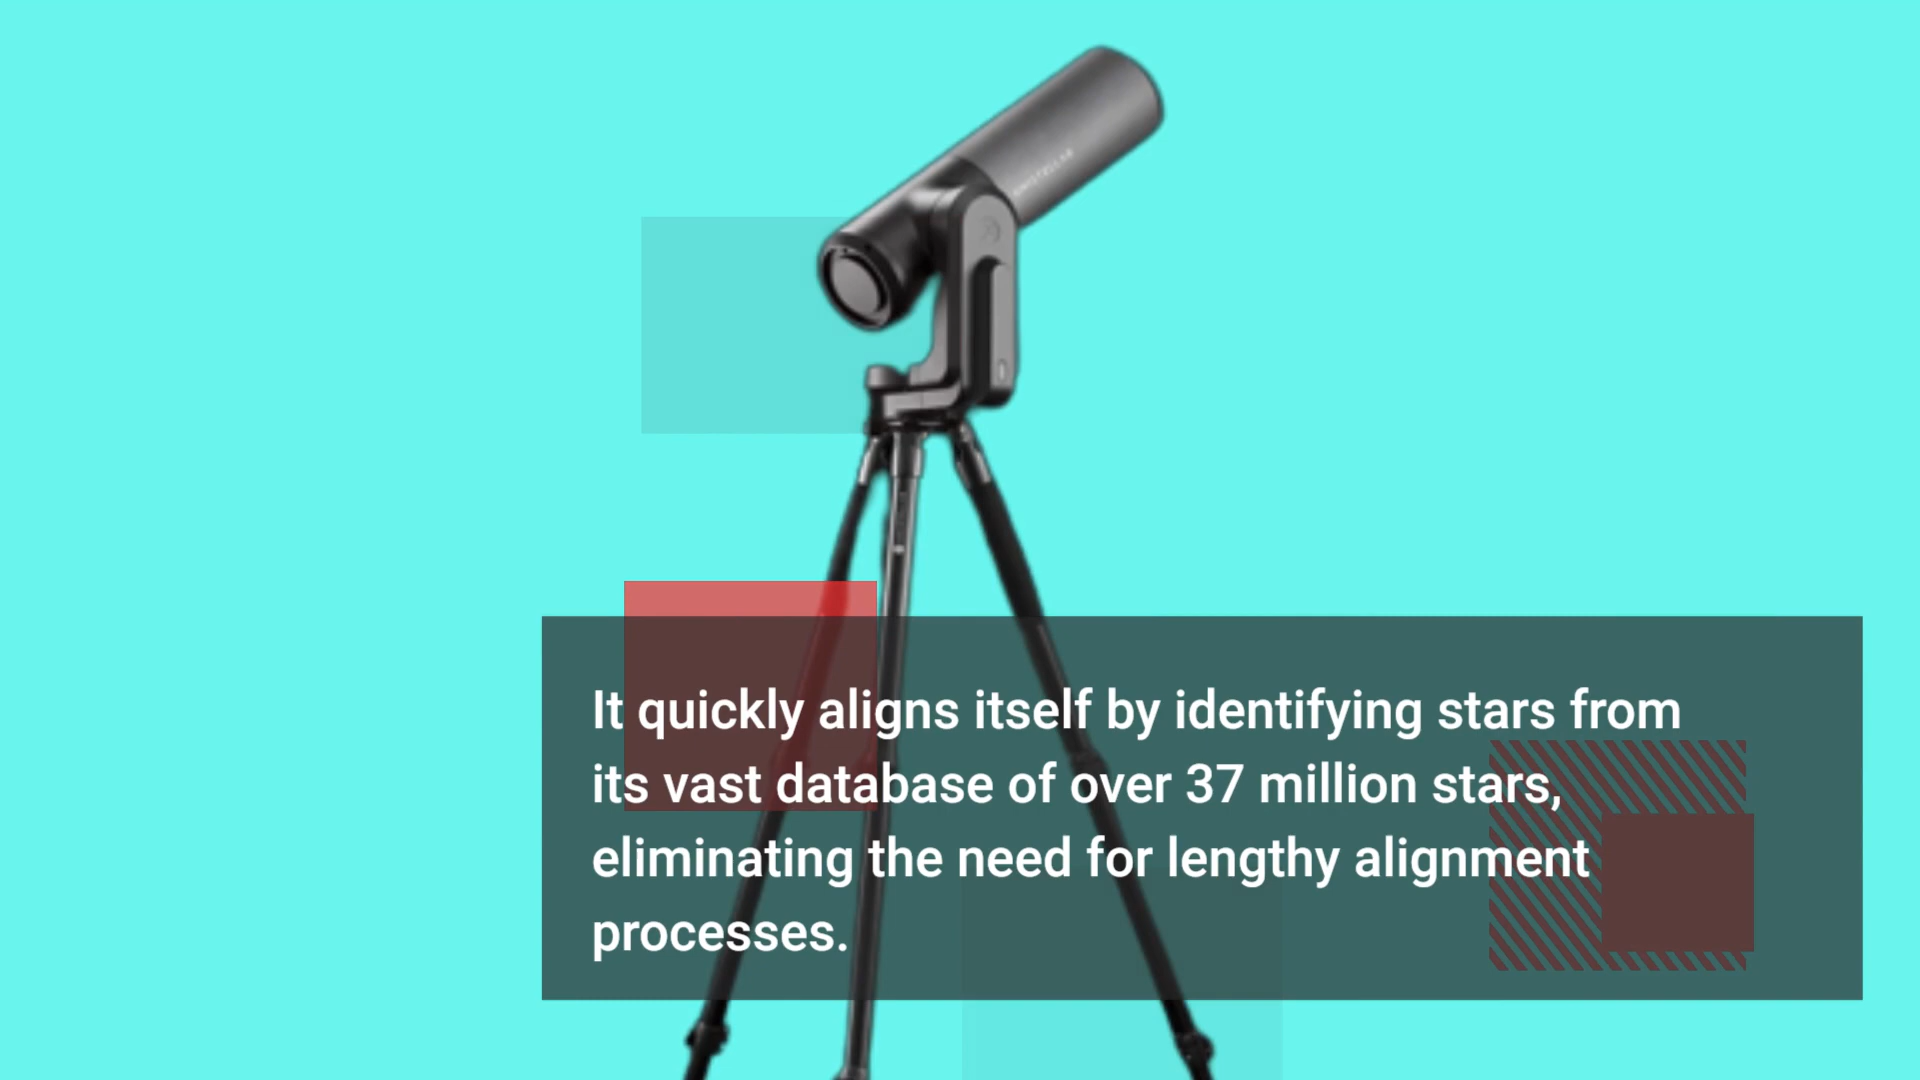 UNISTELLAR
It quickly aligns itself by identifying stars from
its vast database of over 37 million stars,
eliminating the need for lengthy alignment
processes.